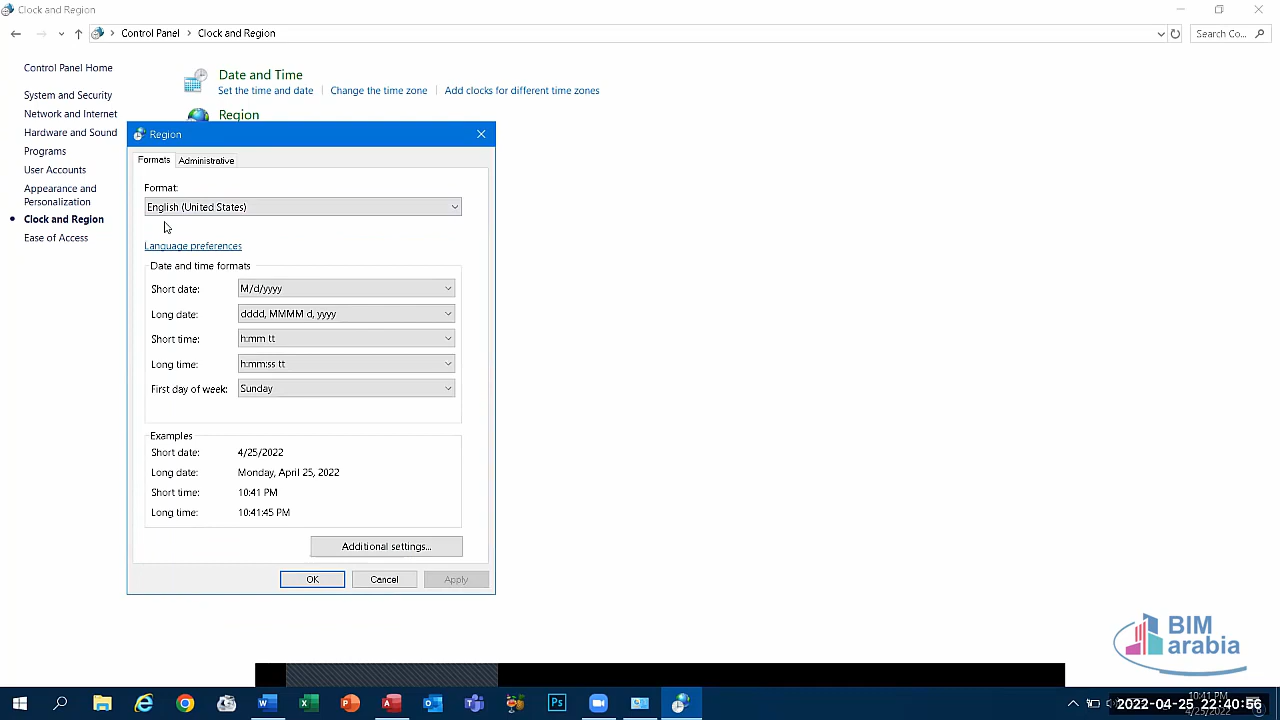 Clock and Region
Control Panel > Clock and Region
Search Co...
Control Panel Home
System and Security
Network and Internet
Hardware and Sound
Programs
User Accounts
Appearance and
Personalization
Clock and Region
Ease of Access
Date and Time
Set the time and date | Change the time zone | Add clocks for different time zones
Region
Region
Formats Administrative
Format:
English (United States)
Language preferences
Date and time formats
Short date: M/d/yyyy
Long date: dddd, MMMM d, yyyy
Short time: h:mm tt
Long time: h:mm:ss tt
First day of week: Sunday
Examples
Short date: 4/25/2022
Long date: Monday, April 25, 2022
Short time: 10:41 PM
Long time: 10:41:45 PM
Additional settings...
OK Cancel Apply
BIM
arabia
10:41 PM
2022-04-25 22:40:56
4/25/2022